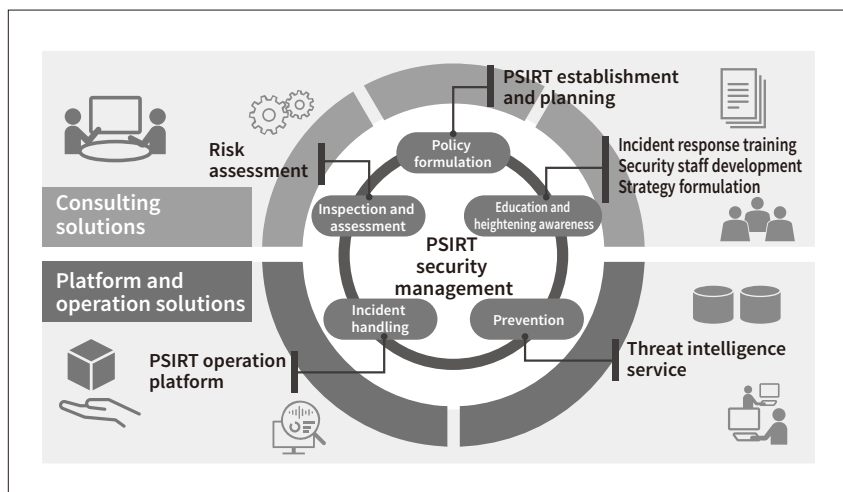 PSIRT establishment
and planning
Risk
assessment
Policy
formulation
Incident response training
Security staff development
Strategy formulation
Consulting
solutions
Inspection and
assessment
Education and
heightening awareness
PSIRT
security
management
Platform and
operation solutions
Incident
handling
Prevention
PSIRT operation
platform
Threat intelligence
service